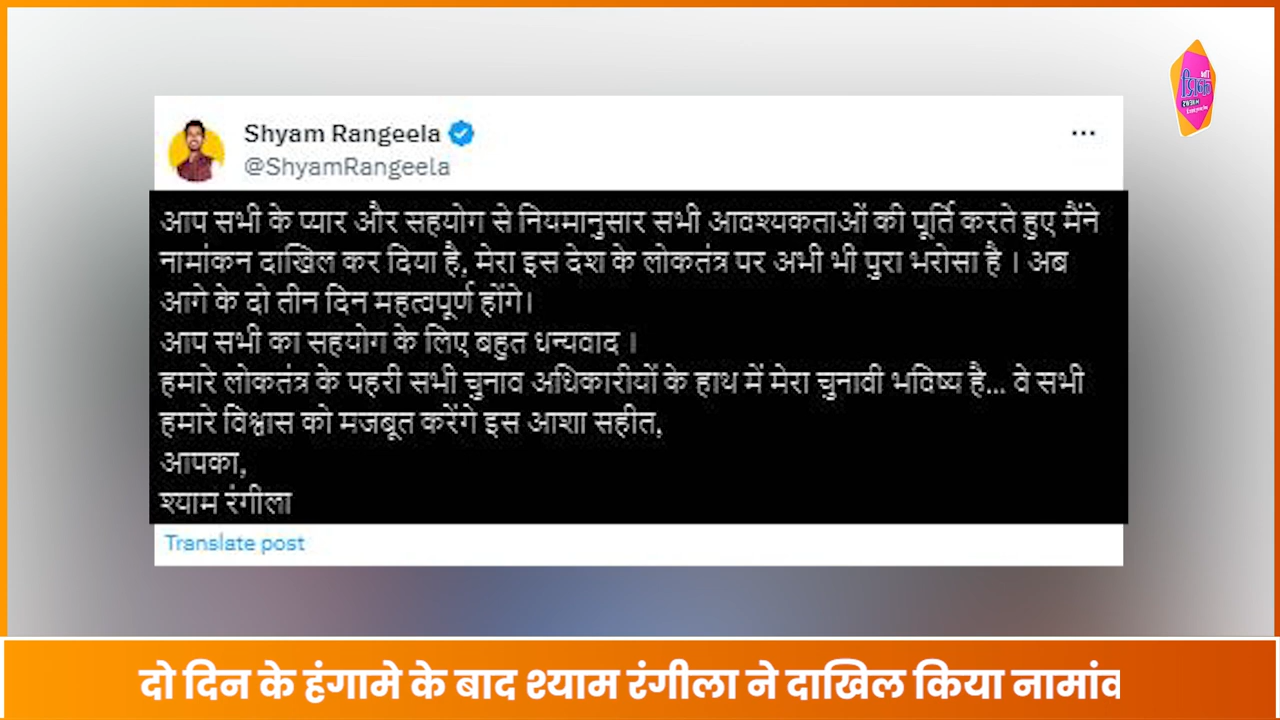 Shyam Rangeela
@ShyamRangeela
आप सभी के प्यार और सहयोग से नियमानुसार सभी आवश्यकताओं की पूर्ति करते हुए मैंने
नामांकन दाखिल कर दिया है, मेरा इस देश के लोकतंत्र पर अभी भी पुरा भरोसा है । अब
आगे के दो तीन दिन महत्वपूर्ण होंगे।
आप सभी का सहयोग के लिए बहुत धन्यवाद ।
हमारे लोकतंत्र के पहरी सभी चुनाव अधिकारीयों के हाथ में मेरा चुनावी भविष्य है... वे सभी
हमारे विश्वास को मजबूत करेंगे इस आशा सहीत,
आपका,
श्याम रंगीला
Translate post
दो दिन के हंगामे के बाद श्याम रंगीला ने दाखिल किया